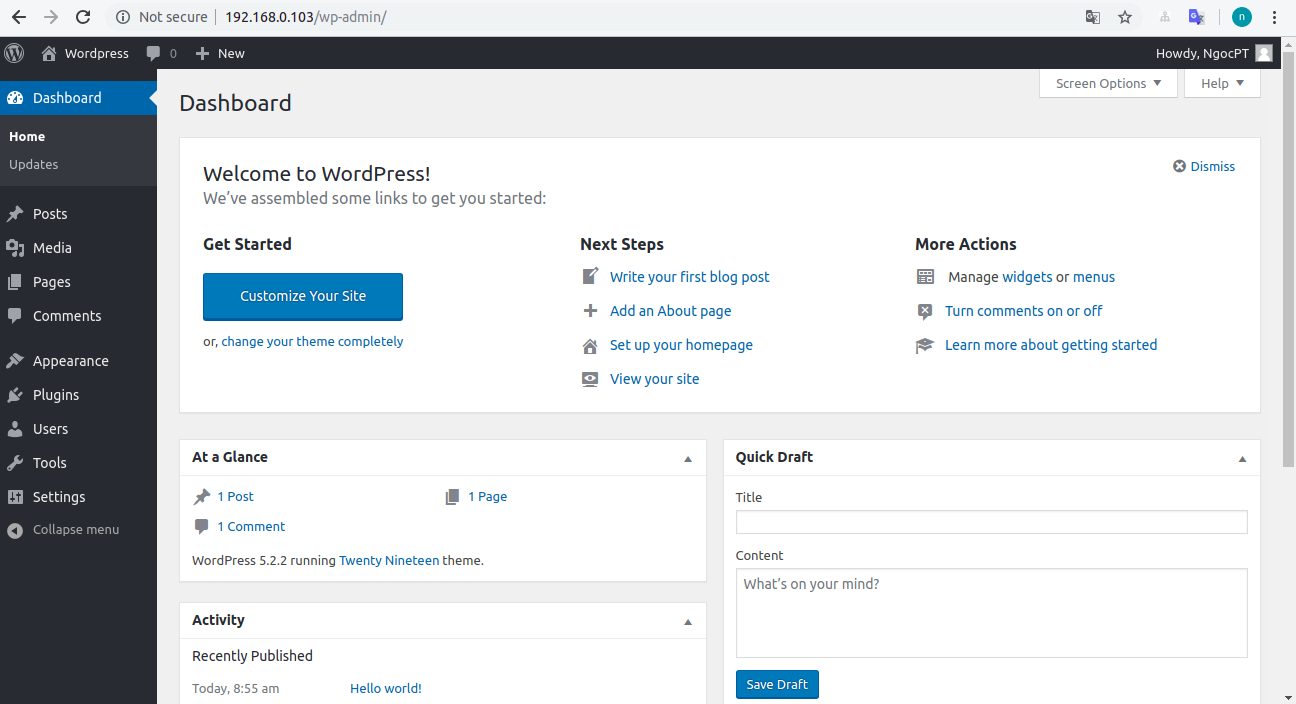 Not secure | 192.168.0.103/wp-admin/
n
Wordpress 0 New Howdy, NgocPT
Screen Options Help
Dashboard
Home
Updates
Posts
Media
Pages
Comments
Appearance
Plugins
Users
Tools
Settings
Collapse menu
Dashboard
Welcome to WordPress!
Dismiss
We’ve assembled some links to get you started:
Get Started
Customize Your Site
or, change your theme completely
Next Steps
Write your first blog post
Add an About page
Set up your homepage
View your site
More Actions
Manage widgets or menus
Turn comments on or off
Learn more about getting started
At a Glance
1 Post 1 Page
1 Comment
WordPress 5.2.2 running Twenty Nineteen theme.
Activity
Recently Published
Today, 8:55 am Hello world!
Quick Draft
Title
Content
What’s on your mind?
Save Draft